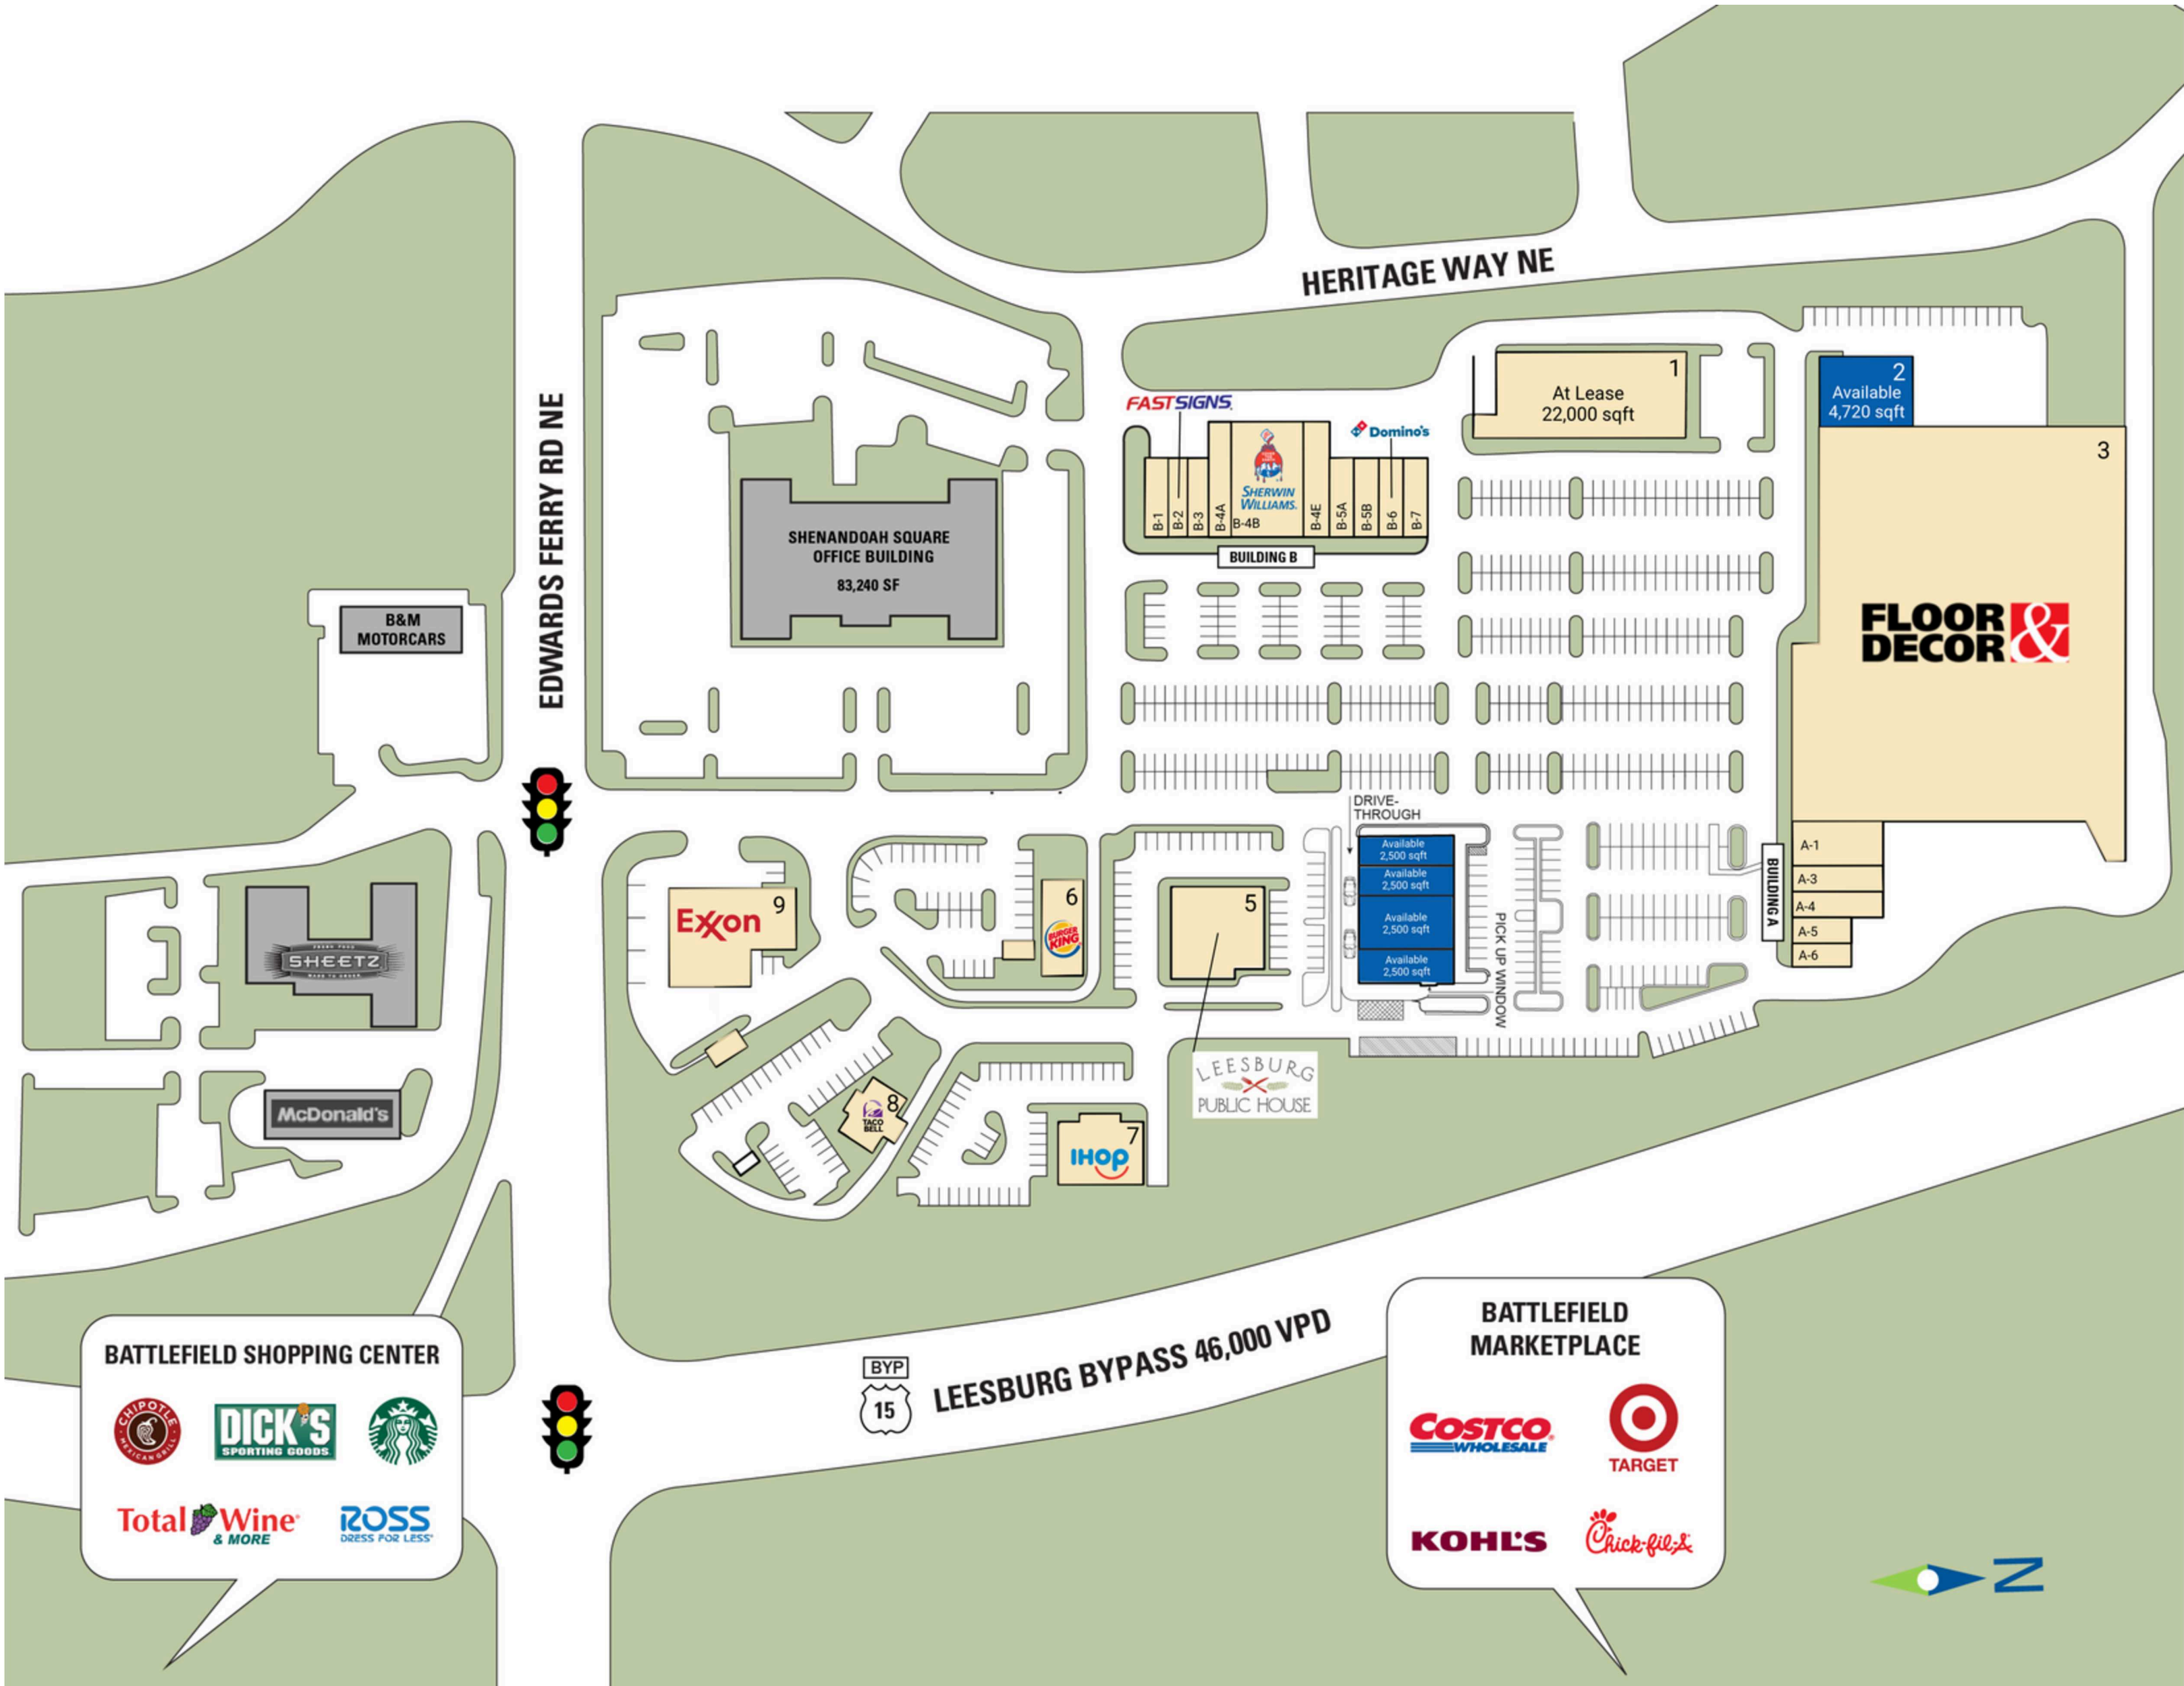 HERITAGE WAY NE
EDWARDS FERRY RD NE
SHENANDOAH SQUARE
OFFICE BUILDING
83,240 SF
B&M
MOTORCARS
FASTSIGNS
Domino's
SHERWIN
WILLIAMS.
B-1
B-2
B-3
B-4A
B-4B
B-4E
B-5A
B-5B
B-6
B-7
BUILDING B
1
At Lease
22,000 sqft
2
Available
4,720 sqft
3
FLOOR &
DECOR
DRIVE-
THROUGH
Available
2,500 sqft
Available
2,500 sqft
Available
2,500 sqft
Available
2,500 sqft
PICK UP WINDOW
BUILDING A
A-1
A-3
A-4
A-5
A-6
SHEETZ
McDonald's
Exxon
9
6
BURGER
KING
5
LEESBURG
PUBLIC HOUSE
8
TACO
BELL
7
IHOP
BYP
15
LEESBURG BYPASS 46,000 VPD
BATTLEFIELD SHOPPING CENTER
CHIPOTLE
MEXICAN GRILL
DICK'S
SPORTING GOODS.
Total Wine
& MORE
ROSS
DRESS FOR LESS
BATTLEFIELD
MARKETPLACE
COSTCO
WHOLESALE
TARGET
KOHL'S
Chick-fil-A
N